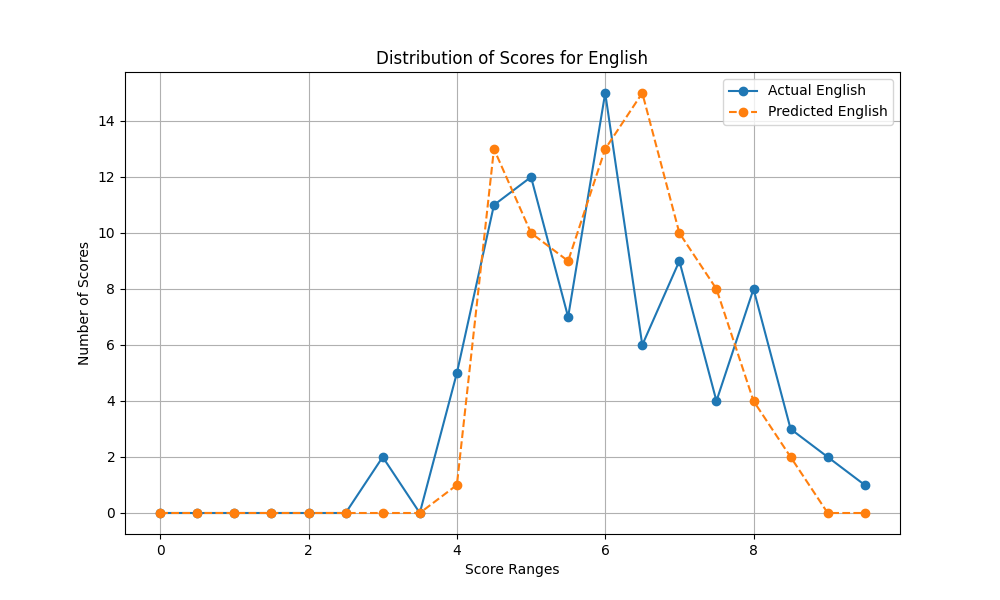 Distribution of Scores for English
Actual English
Predicted English
Number of Scores
14
12
10
8
6
4
2
0
0 2 4 6 8
Score Ranges